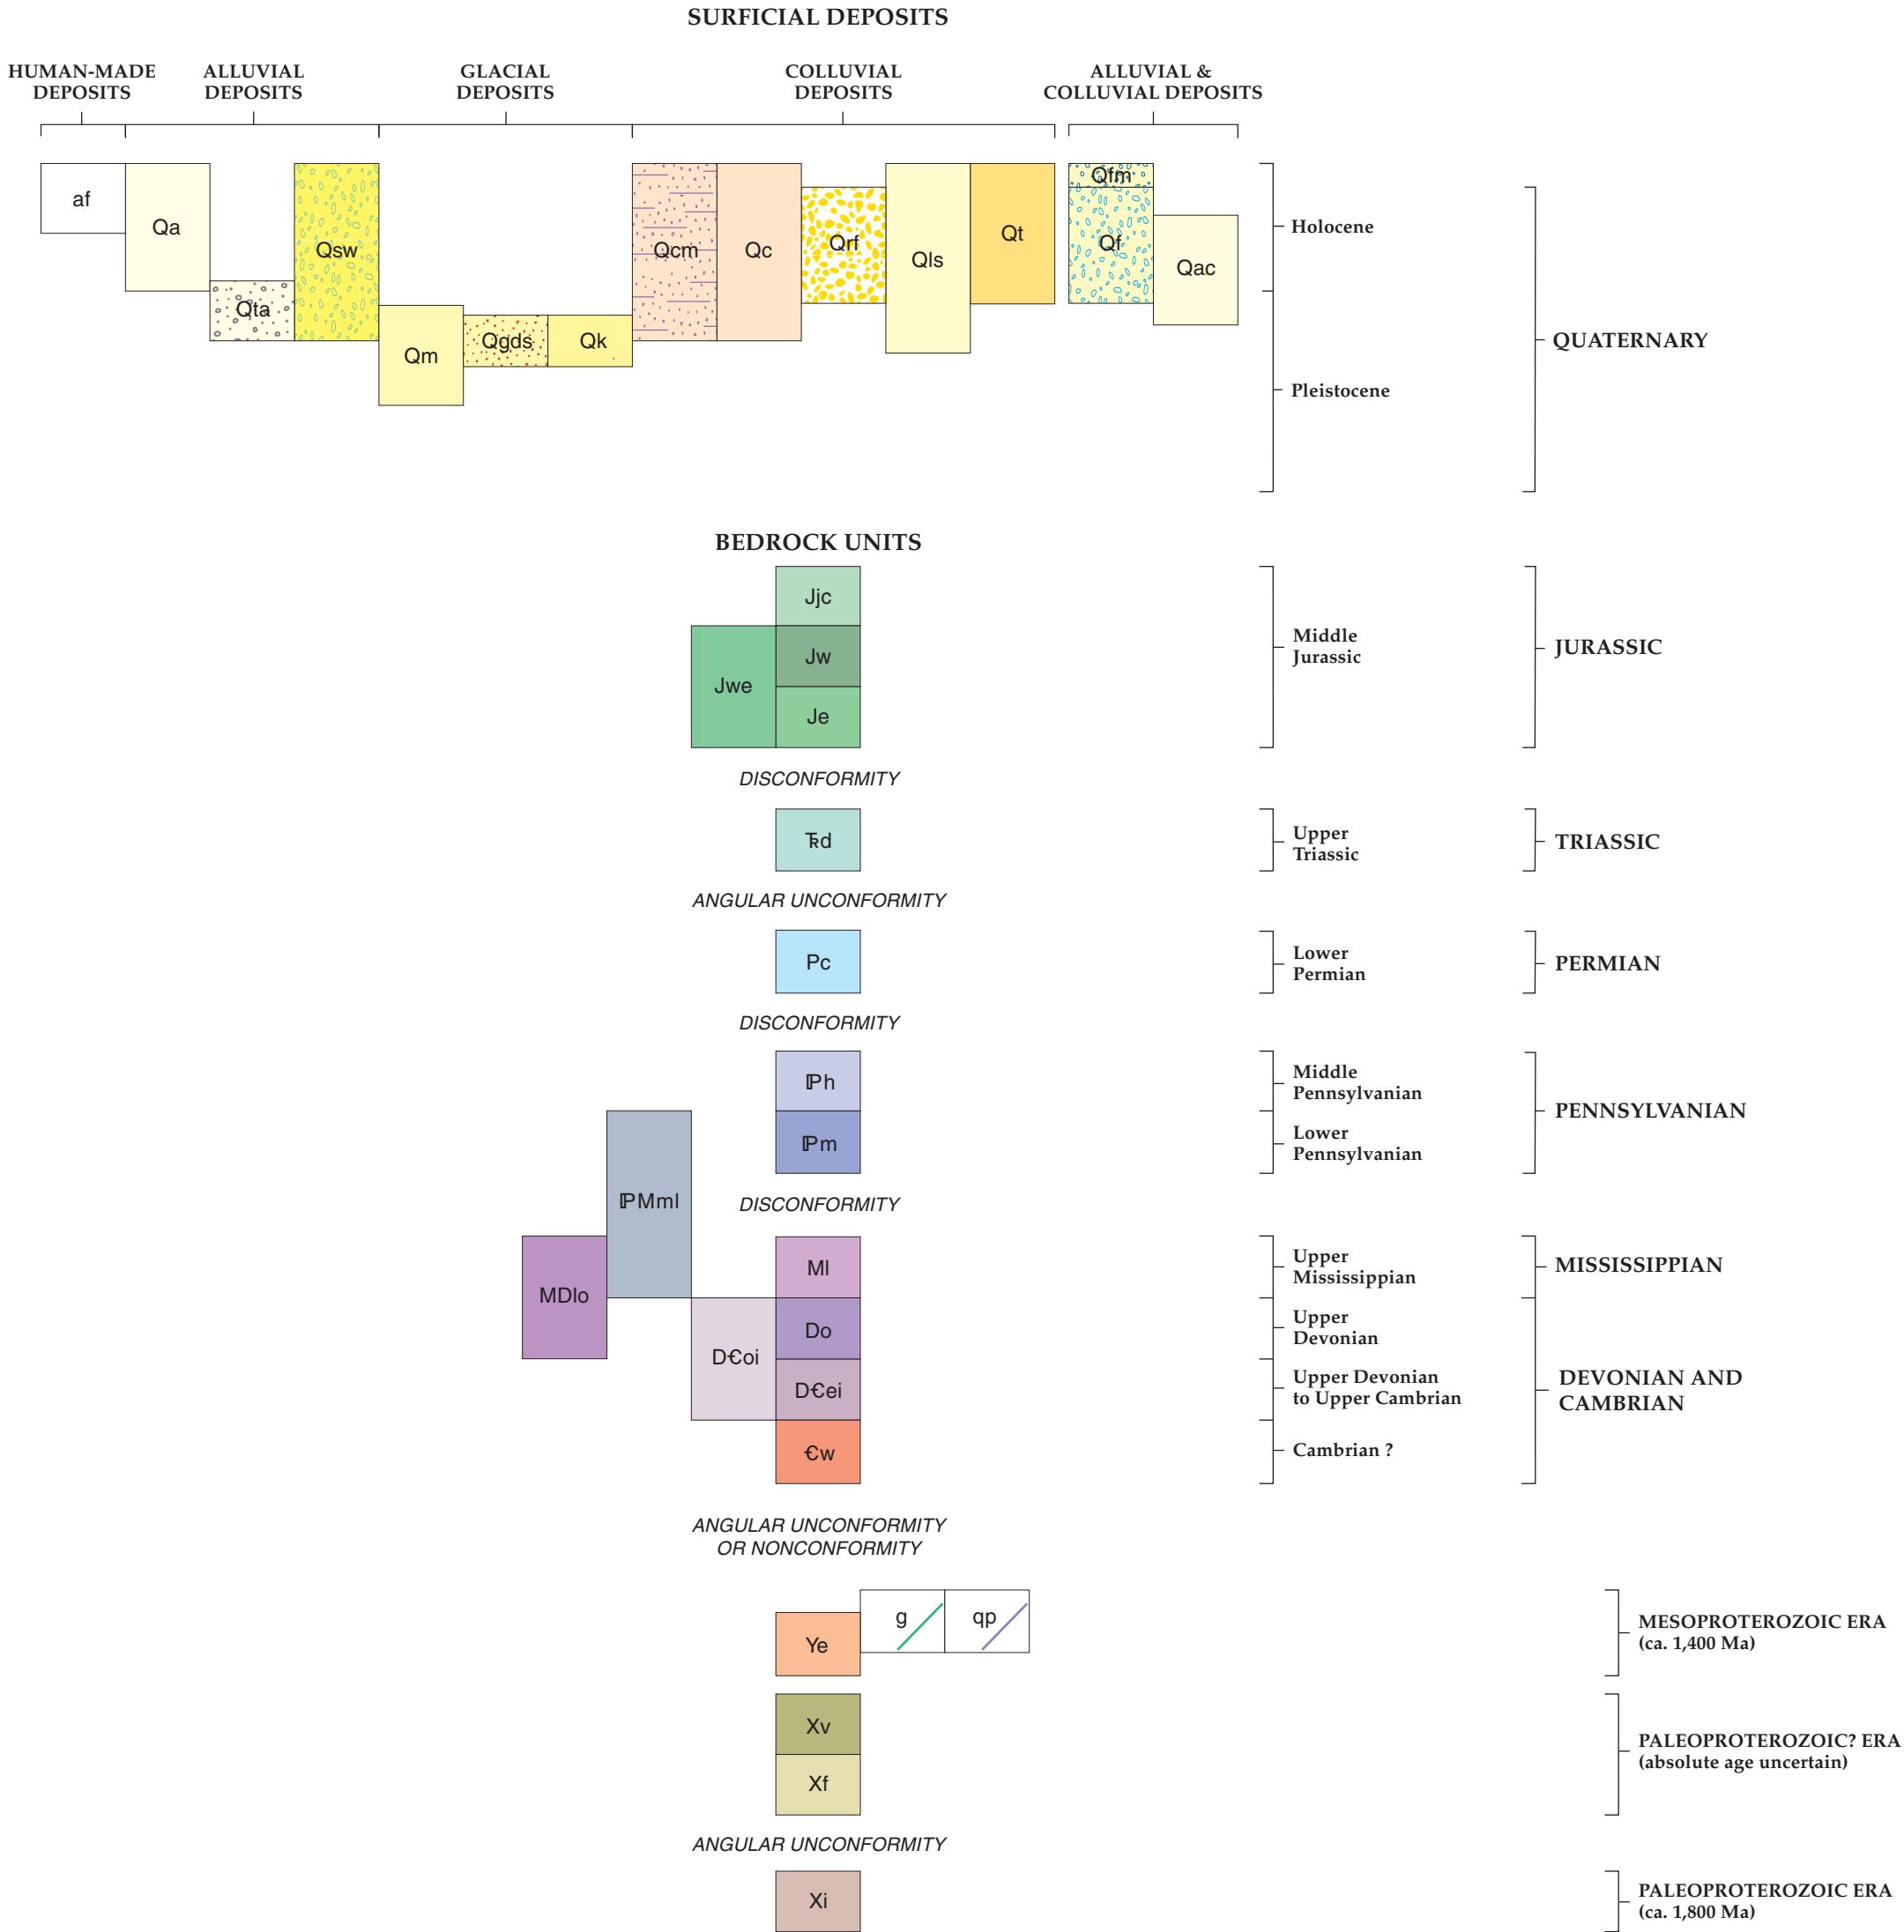 SURFICIAL DEPOSITS
HUMAN-MADE
DEPOSITS
ALLUVIAL
DEPOSITS
GLACIAL
DEPOSITS
COLLUVIAL
DEPOSITS
ALLUVIAL &
COLLUVIAL DEPOSITS
af
Qa
Qta
Qsw
Qm
Qgds
Qk
Qcm
Qc
Qrf
Qls
Qt
Qfm
Qf
Qac
Holocene
Pleistocene
QUATERNARY
BEDROCK UNITS
Jjc
Jw
Jwe
Je
Middle
Jurassic
JURASSIC
DISCONFORMITY
Ꞧd
Upper
Triassic
TRIASSIC
ANGULAR UNCONFORMITY
Pc
Lower
Permian
PERMIAN
DISCONFORMITY
ℙh
Middle
Pennsylvanian
ℙm
Lower
Pennsylvanian
PENNSYLVANIAN
ℙMml
DISCONFORMITY
MDlo
Ml
Upper
Mississippian
MISSISSIPPIAN
Do
Upper
Devonian
D€oi
D€ei
Upper Devonian
to Upper Cambrian
DEVONIAN AND
CAMBRIAN
€w
Cambrian ?
ANGULAR UNCONFORMITY
OR NONCONFORMITY
g
qp
Ye
MESOPROTEROZOIC ERA
(ca. 1,400 Ma)
Xv
Xf
PALEOPROTEROZOIC? ERA
(absolute age uncertain)
ANGULAR UNCONFORMITY
Xi
PALEOPROTEROZOIC ERA
(ca. 1,800 Ma)